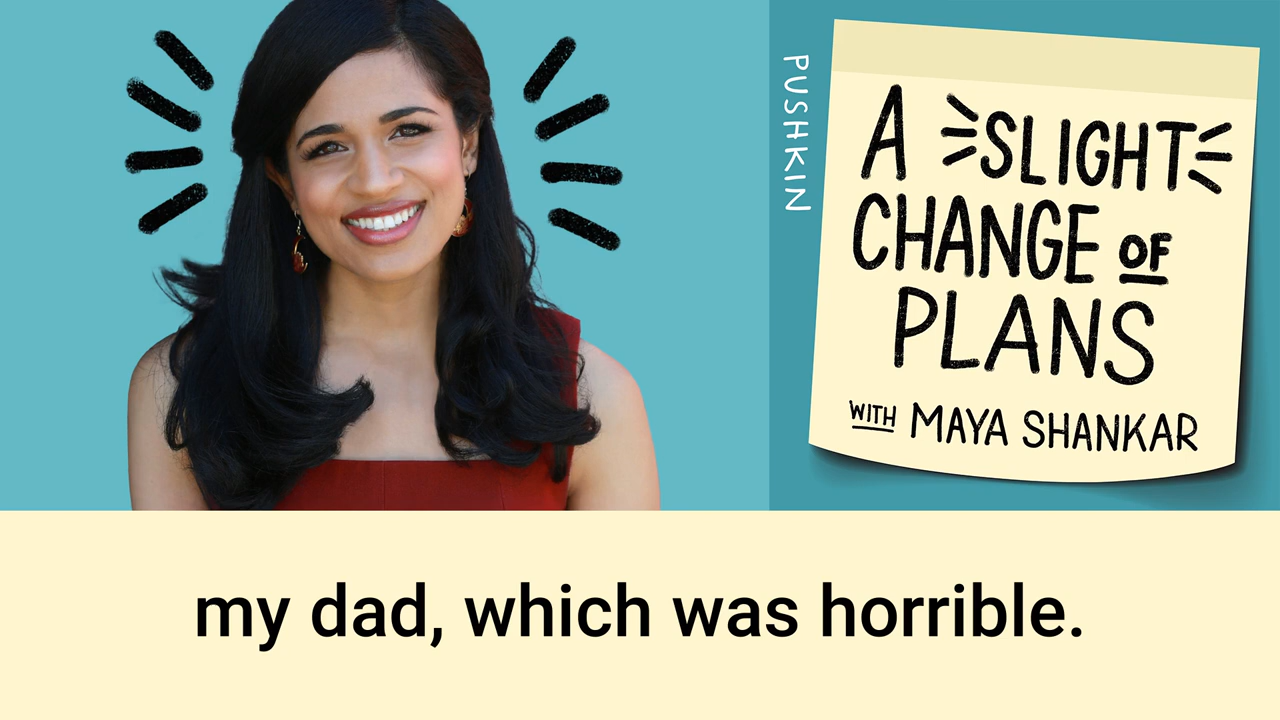 PUSHKIN
A SLIGHT
CHANGE OF
PLANS
WITH MAYA SHANKAR
my dad, which was horrible.